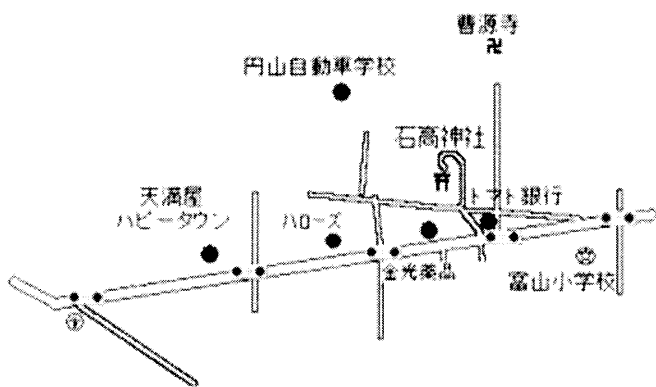 曹源寺
円山自動車学校
石高神社
天満屋
ハピータウン
ハローズ
トマト銀行
金光薬品
富山小学校